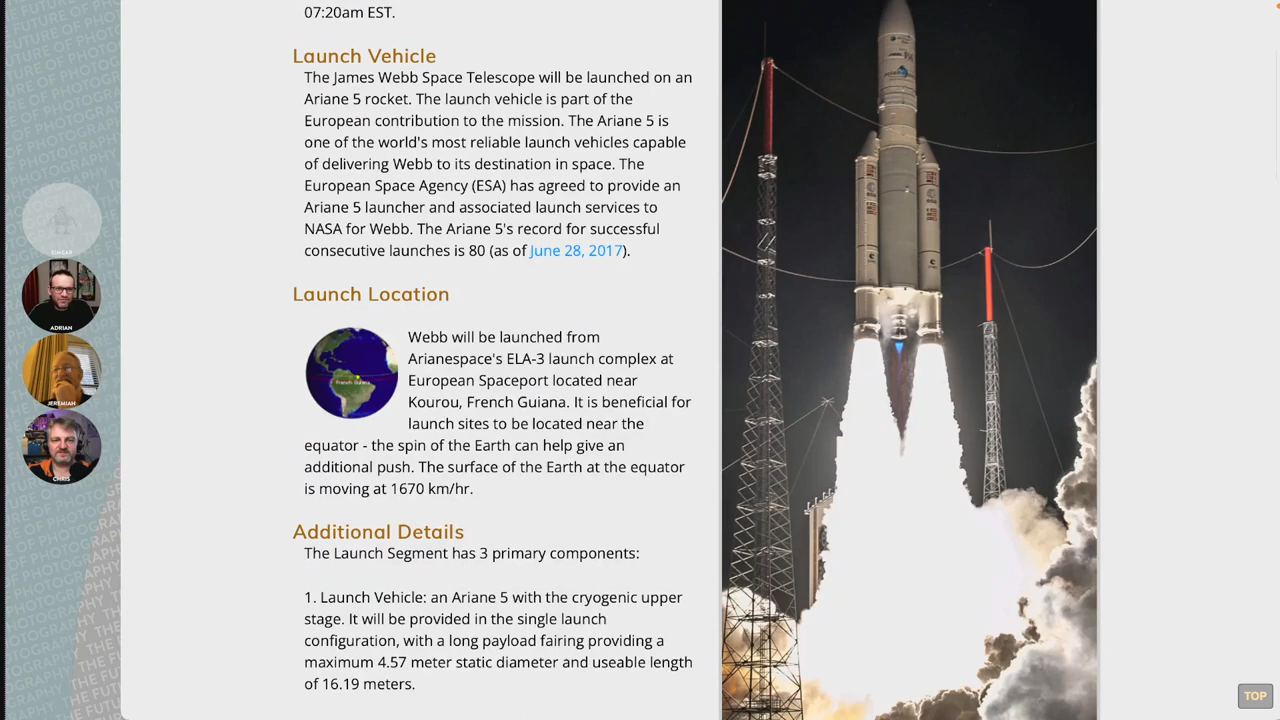 07:20am EST.
Launch Vehicle
The James Webb Space Telescope will be launched on an
Ariane 5 rocket. The launch vehicle is part of the
European contribution to the mission. The Ariane 5 is
one of the world's most reliable launch vehicles capable
of delivering Webb to its destination in space. The
European Space Agency (ESA) has agreed to provide an
Ariane 5 launcher and associated launch services to
NASA for Webb. The Ariane 5's record for successful
consecutive launches is 80 (as of June 28, 2017).
Launch Location
French Guiana
Webb will be launched from
Arianespace's ELA-3 launch complex at
European Spaceport located near
Kourou, French Guiana. It is beneficial for
launch sites to be located near the
equator - the spin of the Earth can help give an
additional push. The surface of the Earth at the equator
is moving at 1670 km/hr.
Additional Details
The Launch Segment has 3 primary components:
1. Launch Vehicle: an Ariane 5 with the cryogenic upper
stage. It will be provided in the single launch
configuration, with a long payload fairing providing a
maximum 4.57 meter static diameter and useable length
of 16.19 meters.
ADRIAN
JEREMIAH
CHRIS
TOP